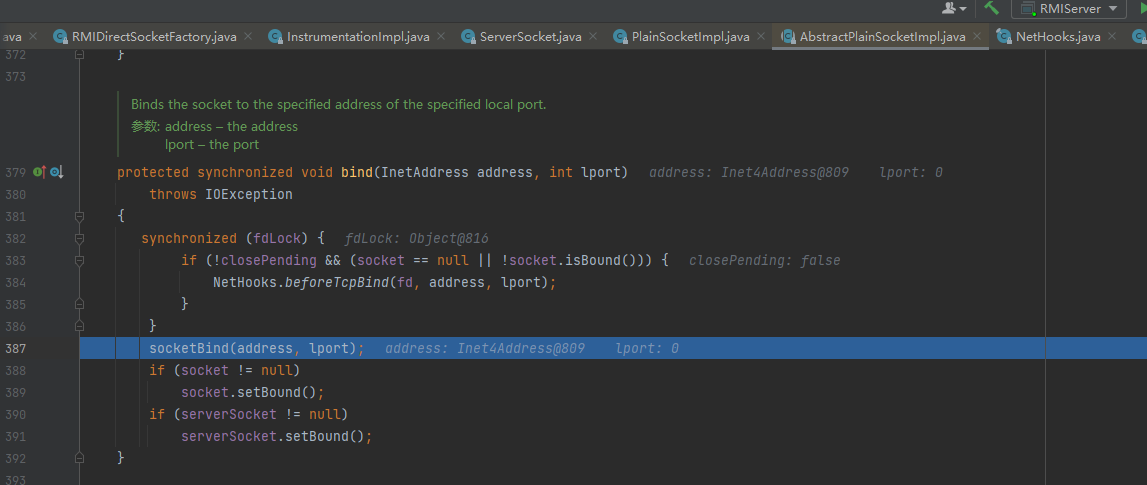 RMIServer
ava RMIDirectSocketFactory.java InstrumentationImpl.java ServerSocket.java PlainSocketImpl.java AbstractPlainSocketImpl.java NetHooks.java
372 }
373
Binds the socket to the specified address of the specified local port.
参数: address – the address
lport – the port
379 protected synchronized void bind(InetAddress address, int lport) address: Inet4Address@809 lport: 0
380 throws IOException
381 {
382 synchronized (fdLock) { fdLock: Object@816
383 if (!closePending && (socket == null || !socket.isBound())) { closePending: false
384 NetHooks.beforeTcpBind(fd, address, lport);
385 }
386 }
387 socketBind(address, lport); address: Inet4Address@809 lport: 0
388 if (socket != null)
389 socket.setBound();
390 if (serverSocket != null)
391 serverSocket.setBound();
392 }
393